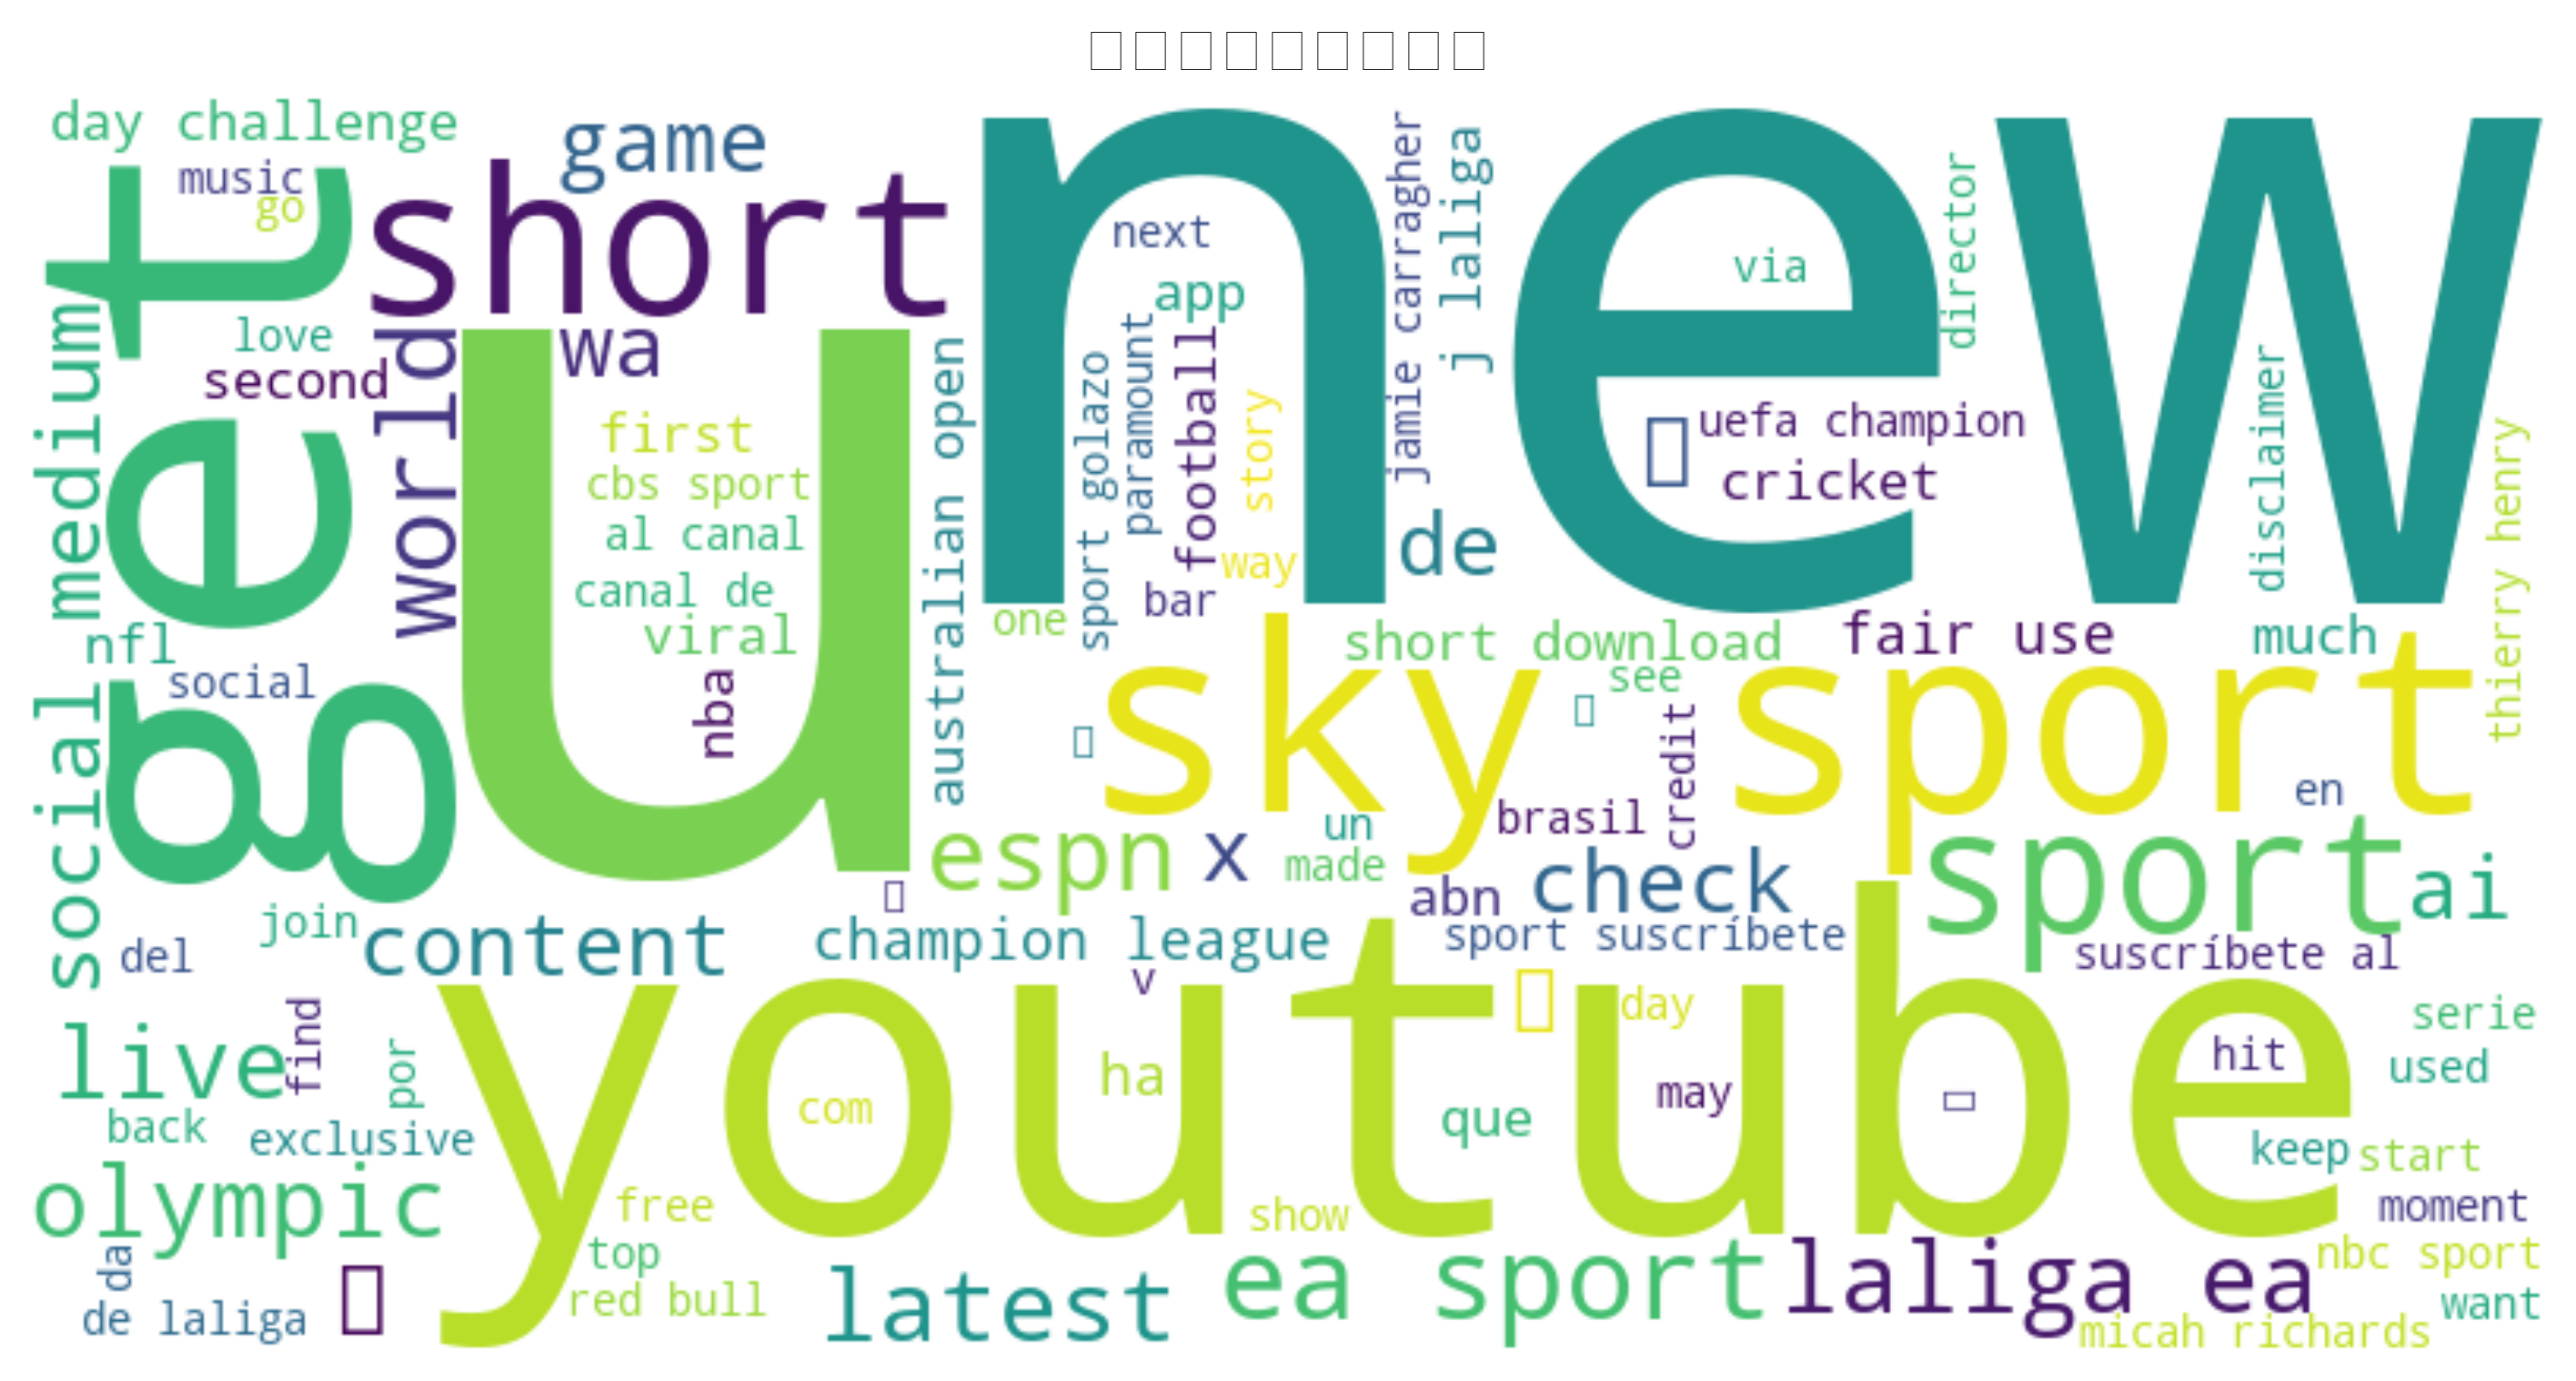 day challenge
game
new
music
go
get
short
next
jamie carragher
j laliga
director
via
app
love
wa
second
world
u
social medium
first
cbs sport
al canal
canal de
viral
nba
australian open
sport golazo
paramount
football
story
way
bar
one
de
uefa champion
cricket
disclaimer
thierry henry
nfl
social
short download
fair use
much
see
sky sport
credit
en
brasil
un
made
espn
x
abn
check
sport
ai
join
del
content
champion league
sport suscríbete
suscríbete al
v
day
youtube
serie
used
hit
live
find
por
back
exclusive
com
ha
que
may
keep
start
moment
olympic
free
show
top
da
de laliga
red bull
latest
ea sport
laliga ea
nbc sport
want
micah richards